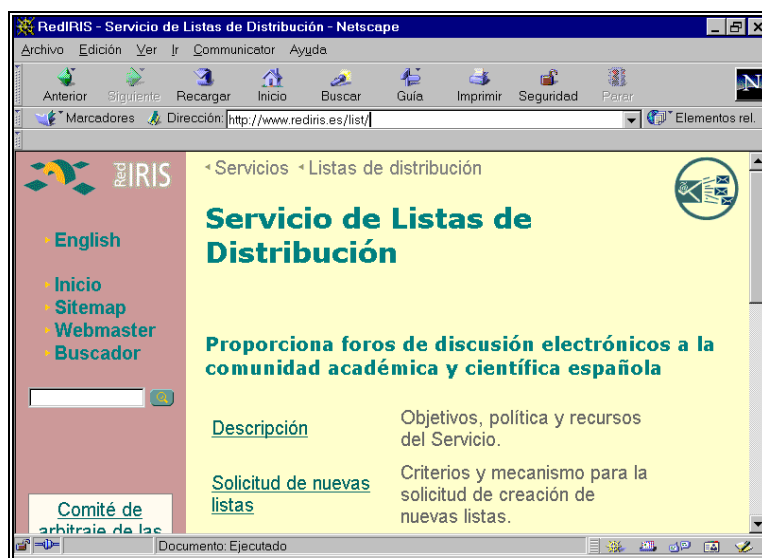 RedIRIS - Servicio de Listas de Distribución - Netscape
Archivo Edición Ver Ir Communicator Ayuda
Anterior Siguiente Recargar Inicio Buscar Guía Imprimir Seguridad Parar
N
Marcadores Dirección: http://www.rediris.es/list/ Elementos rel.
Red IRIS
Servicios Listas de distribución
Servicio de Listas de
Distribución
English
Inicio
Sitemap
Webmaster
Buscador
Proporciona foros de discusión electrónicos a la
comunidad académica y científica española
Descripción
Objetivos, política y recursos
del Servicio.
Solicitud de nuevas
listas
Criterios y mecanismo para la
solicitud de creación de
nuevas listas.
Comité de
arbitraje de las
Documento: Ejecutado